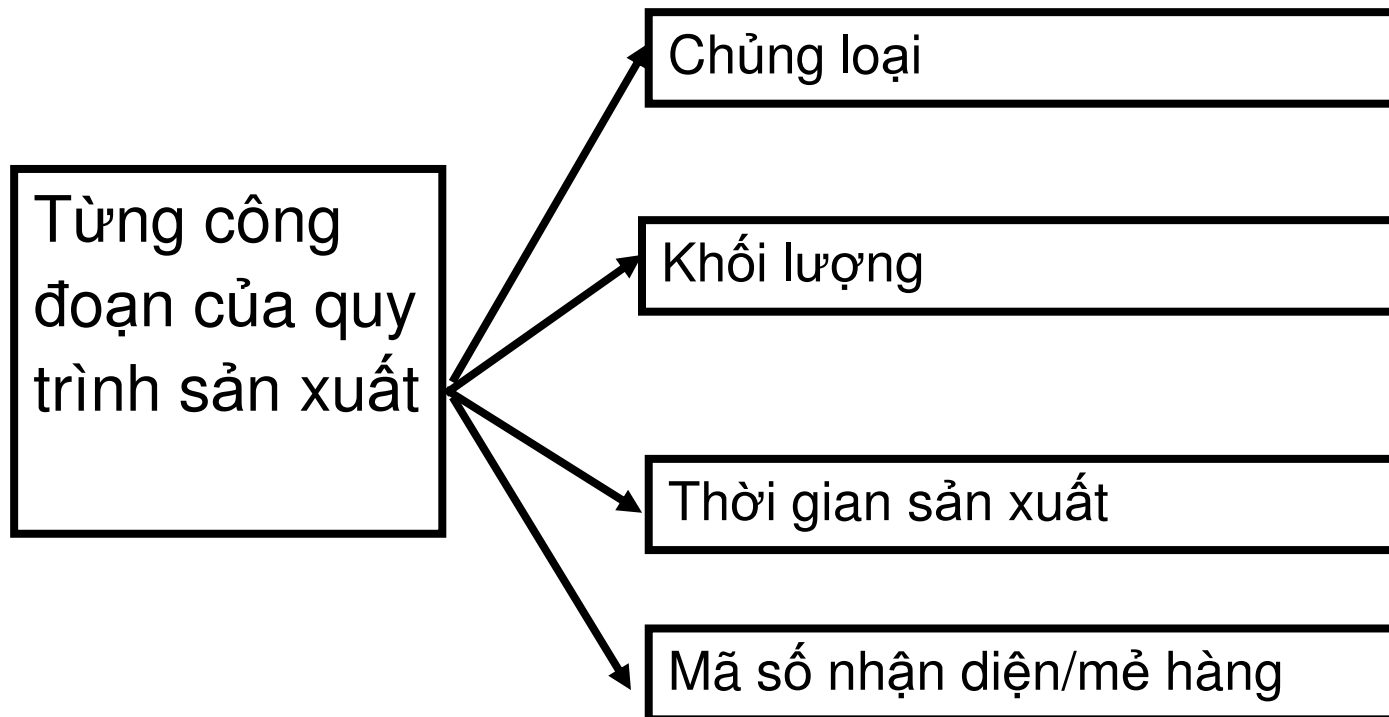 Chủng loại
Từng công
đoạn của quy
trình sản xuất
Khối lượng
Thời gian sản xuất
Mã số nhận diện/mẻ hàng